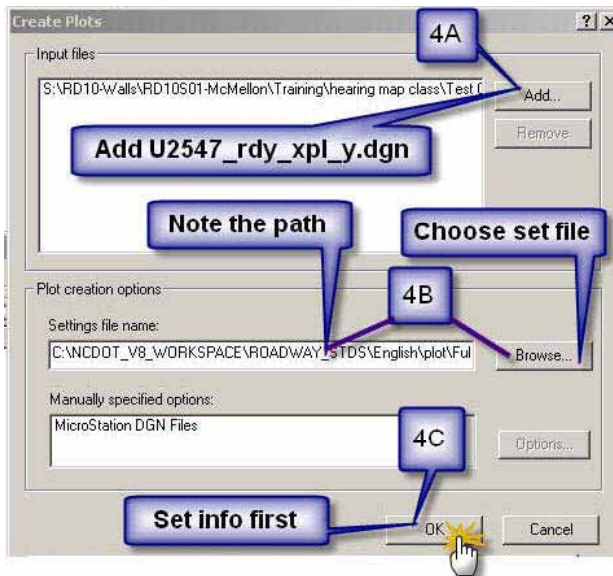 Create Plots
4A
Input files
S:\RD10-Walls\RD10S01-McMellon\Training\hearing map class\Test
Add...
Remove
Add U2547_rdy_xpl_y.dgn
Note the path
Choose set file
Plot creation options
4B
Settings file name:
C:\NCDOT_V8_WORKSPACE\ROADWAY_STDS\English\plot\Ful
Browse...
Manually specified options:
MicroStation DGN Files
4C
Options...
Set info first
OK
Cancel